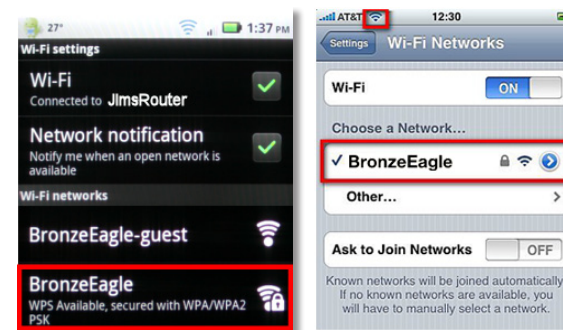 27° 1:37 PM
Wi-Fi settings
Wi-Fi
Connected to JimsRouter
Network notification
Notify me when an open network is
available
Wi-Fi networks
BronzeEagle-guest
BronzeEagle
WPS Available, secured with WPA/WPA2
PSK
AT&T 12:30
Settings Wi-Fi Networks
Wi-Fi ON
Choose a Network...
✓ BronzeEagle
Other...
Ask to Join Networks OFF
Known networks will be joined automatically.
If no known networks are available, you
will have to manually select a network.